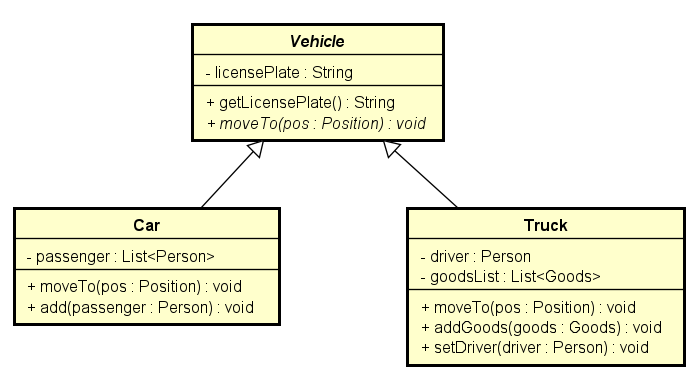 Vehicle
- licensePlate : String
+ getLicensePlate() : String
+ moveTo(pos : Position) : void
Car
- passenger : List<Person>
+ moveTo(pos : Position) : void
+ add(passenger : Person) : void
Truck
- driver : Person
- goodsList : List<Goods>
+ moveTo(pos : Position) : void
+ addGoods(goods : Goods) : void
+ setDriver(driver : Person) : void